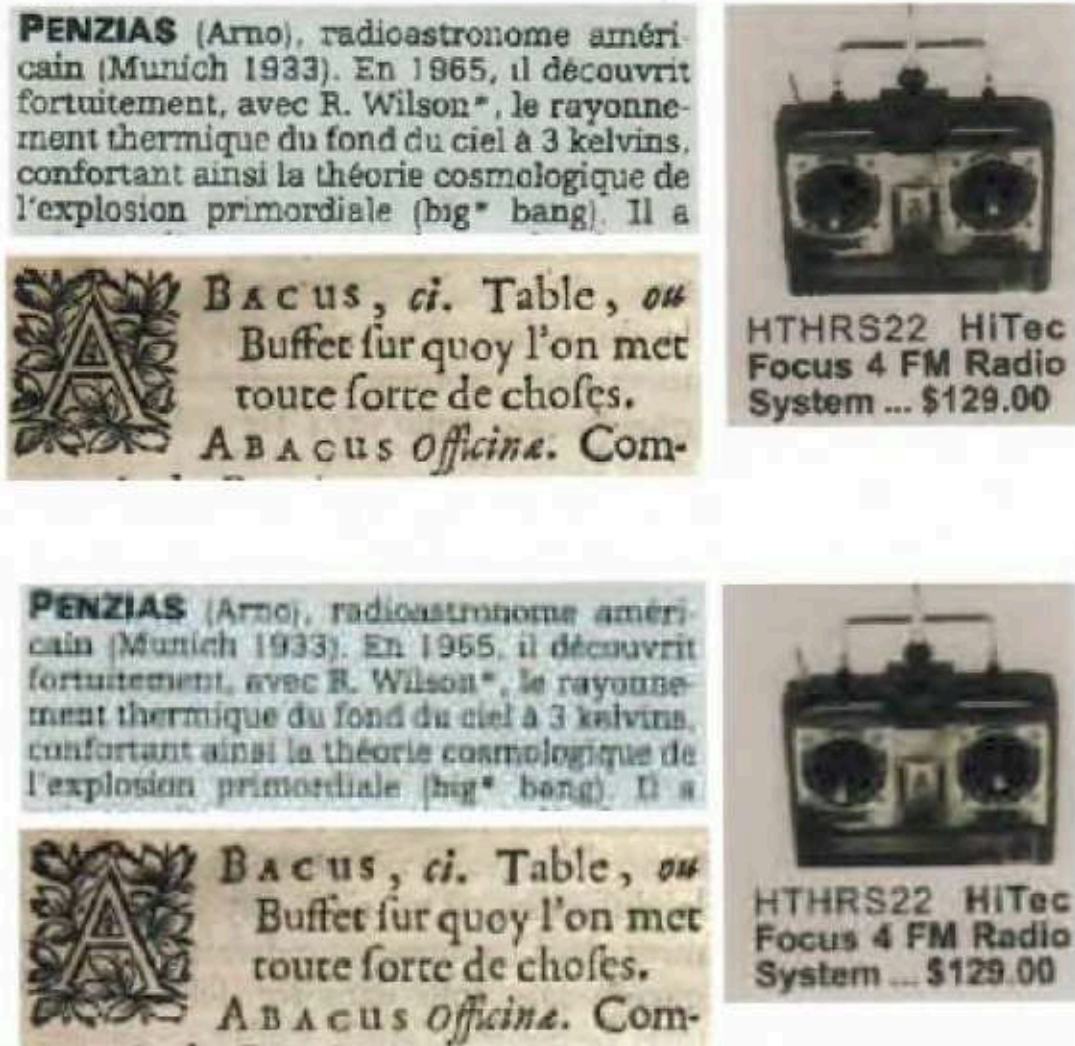 PENZIAS (Arno), radioastronome améri-
cain (Munich 1933). En 1965, il découvrit
fortuitement, avec R. Wilson*, le rayonne-
ment thermique du fond du ciel à 3 kelvins,
confortant ainsi la théorie cosmologique de
l'explosion primordiale (big* bang). Il a
ABACUS, ci. Table, ou
Buffet ſur quoy l'on met
toute ſorte de choſes.
ABACUS Officinæ. Com-
HTHRS22 HiTec
Focus 4 FM Radio
System ... $129.00
PENZIAS (Arno), radioastronome améri-
cain (Munich 1933). En 1965, il découvrit
fortuitement, avec R. Wilson*, le rayonne-
ment thermique du fond du ciel à 3 kelvins,
confortant ainsi la théorie cosmologique de
l'explosion primordiale (big* bang). Il a
ABACUS, ci. Table, ou
Buffet ſur quoy l'on met
toute ſorte de choſes.
ABACUS Officinæ. Com-
HTHRS22 HiTec
Focus 4 FM Radio
System ... $129.00